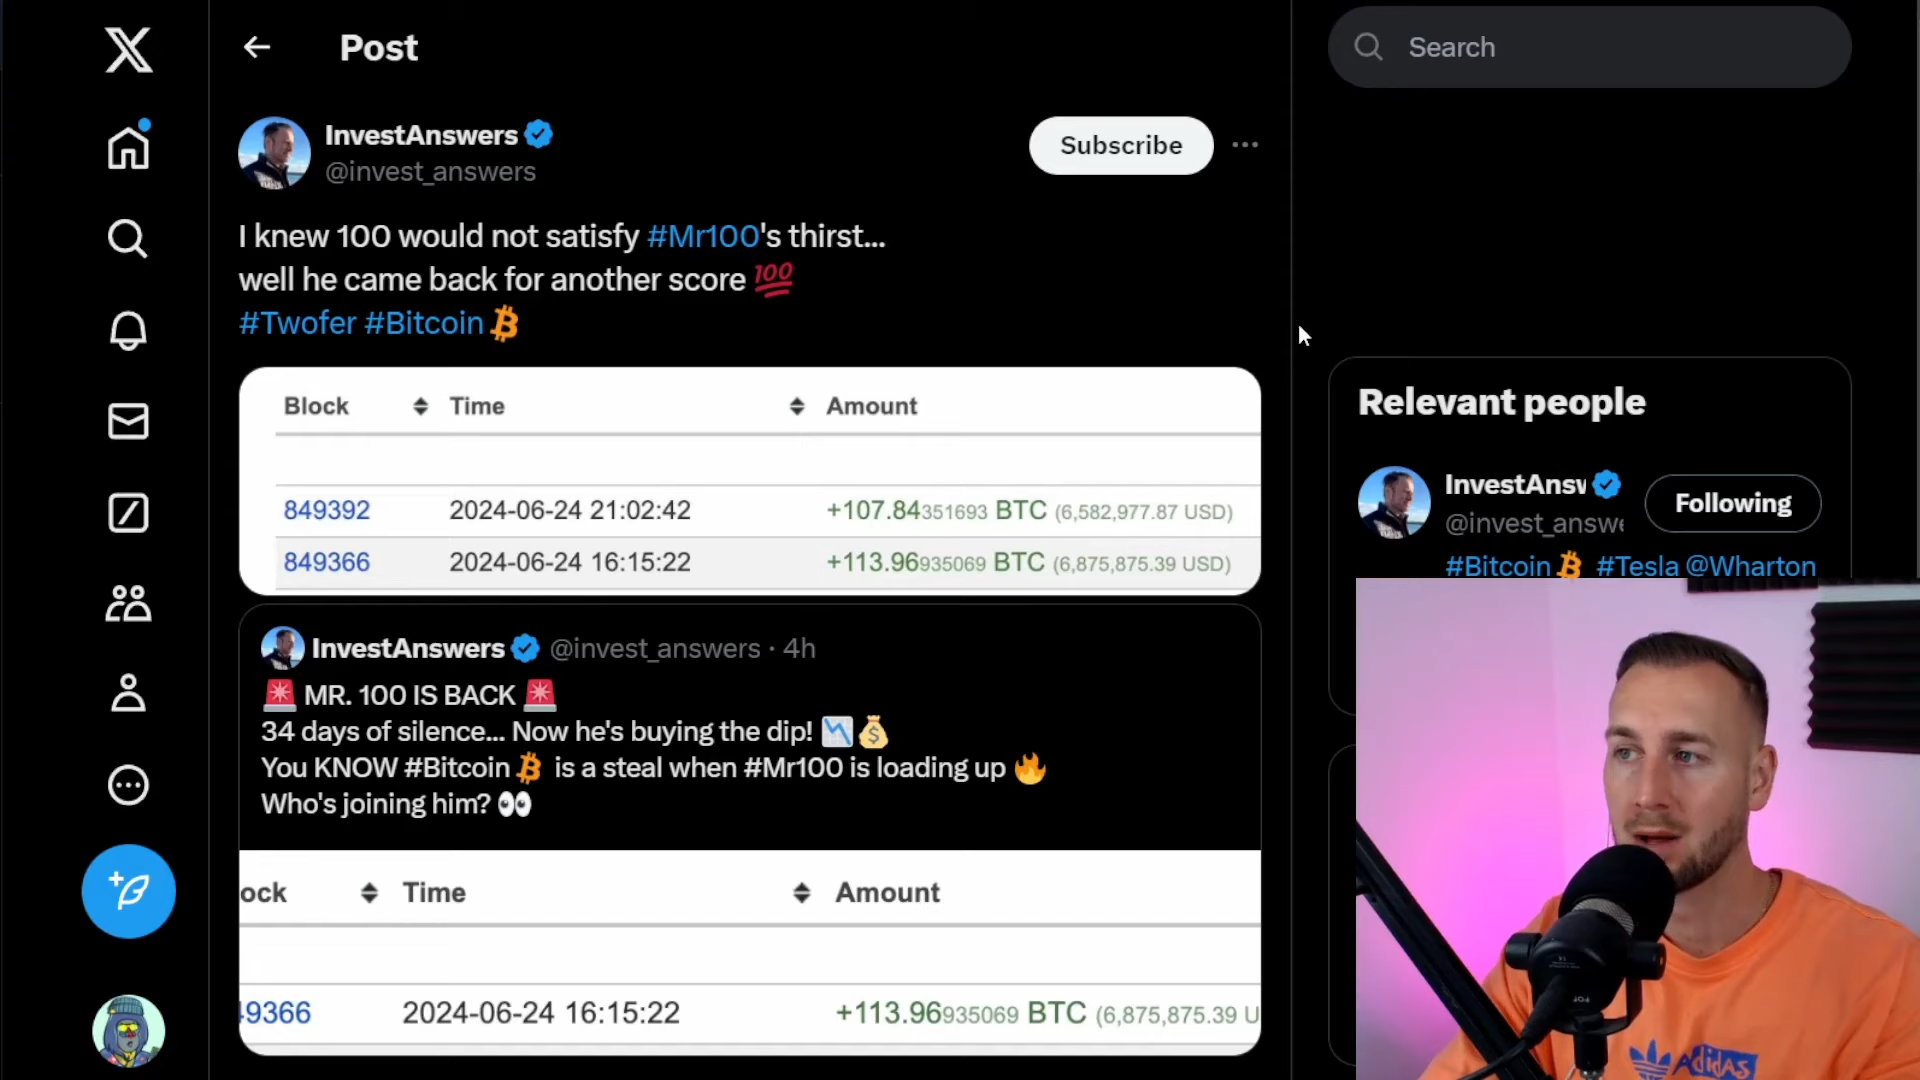 Post
Search
InvestAnswers
@invest_answers
Subscribe
I knew 100 would not satisfy #Mr100's thirst...
well he came back for another score 💯
#Twofer #Bitcoin
Block Time Amount
849392 2024-06-24 21:02:42 +107.84351693 BTC (6,582,977.87 USD)
849366 2024-06-24 16:15:22 +113.96935069 BTC (6,875,875.39 USD)
InvestAnswers @invest_answers · 4h
🚨 MR. 100 IS BACK 🚨
34 days of silence... Now he's buying the dip! 📉💰
You KNOW #Bitcoin is a steal when #Mr100 is loading up 🔥
Who's joining him? 👀
ock Time Amount
49366 2024-06-24 16:15:22 +113.96935069 BTC (6,875,875.39 U
Relevant people
InvestAnsw
@invest_answe
Following
#Bitcoin #Tesla @Wharton
adidas